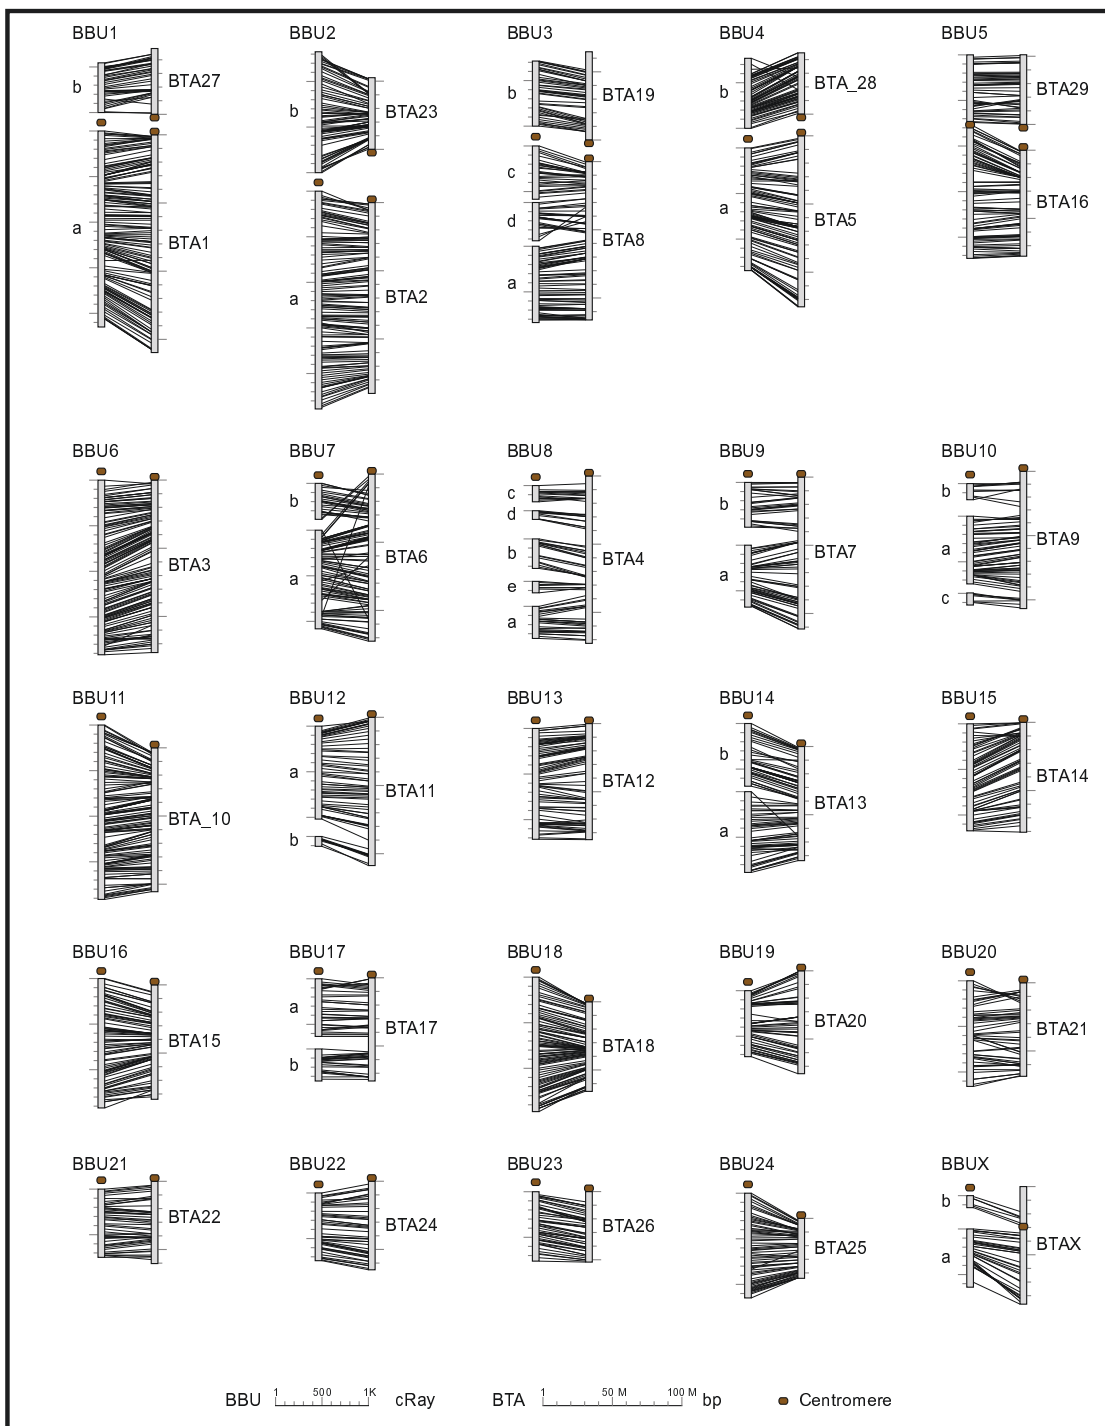 BBU1 BBU2 BBU3 BBU4 BBU5
b BTA27 b BTA23 b BTA19 b BTA_28 BTA29
a BTA1 a BTA2 c d a BTA8 a BTA5 BTA16
BBU6 BBU7 BBU8 BBU9 BBU10
BTA3 b a BTA6 c d b e a BTA4 b a BTA7 b a c BTA9
BBU11 BBU12 BBU13 BBU14 BBU15
BTA_10 a b BTA11 BTA12 b a BTA13 BTA14
BBU16 BBU17 BBU18 BBU19 BBU20
BTA15 a b BTA17 BTA18 BTA20 BTA21
BBU21 BBU22 BBU23 BBU24 BBUX
BTA22 BTA24 BTA26 BTA25 b a BTAX
BBU 1 500 1K cRay BTA 1 50 M 100 M bp Centromere